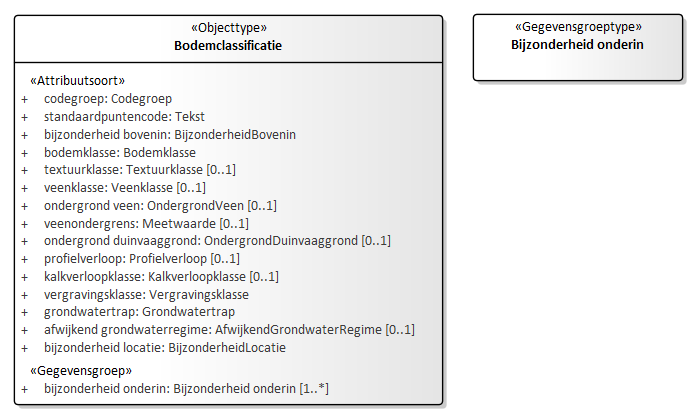 «Objecttype»
Bodemclassificatie
«Attribuutsoort»
+ codegroep: Codegroep
+ standaardpuntencode: Tekst
+ bijzonderheid bovenin: BijzonderheidBovenin
+ bodemklasse: Bodemklasse
+ textuurklasse: Textuurklasse [0..1]
+ veenklasse: Veenklasse [0..1]
+ ondergrond veen: OndergrondVeen [0..1]
+ veenondergrens: Meetwaarde [0..1]
+ ondergrond duinvaaggrond: OndergrondDuinvaaggrond [0..1]
+ profielverloop: Profielverloop [0..1]
+ kalkverloopklasse: Kalkverloopklasse [0..1]
+ vergravingsklasse: Vergravingsklasse
+ grondwatertrap: Grondwatertrap
+ afwijkend grondwaterregime: AfwijkendGrondwaterRegime [0..1]
+ bijzonderheid locatie: BijzonderheidLocatie
«Gegevensgroep»
+ bijzonderheid onderin: Bijzonderheid onderin [1..*]
«Gegevensgroeptype»
Bijzonderheid onderin